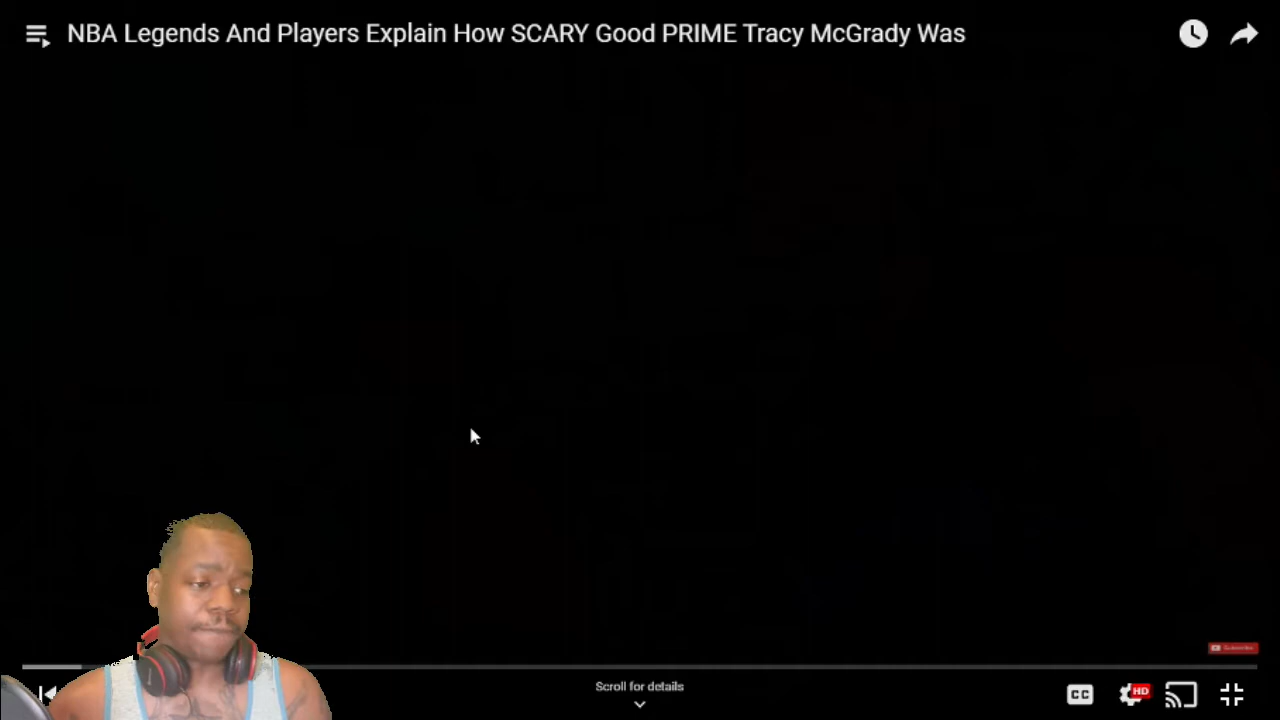 NBA Legends And Players Explain How SCARY Good PRIME Tracy McGrady Was
Scroll for details
CC
HD